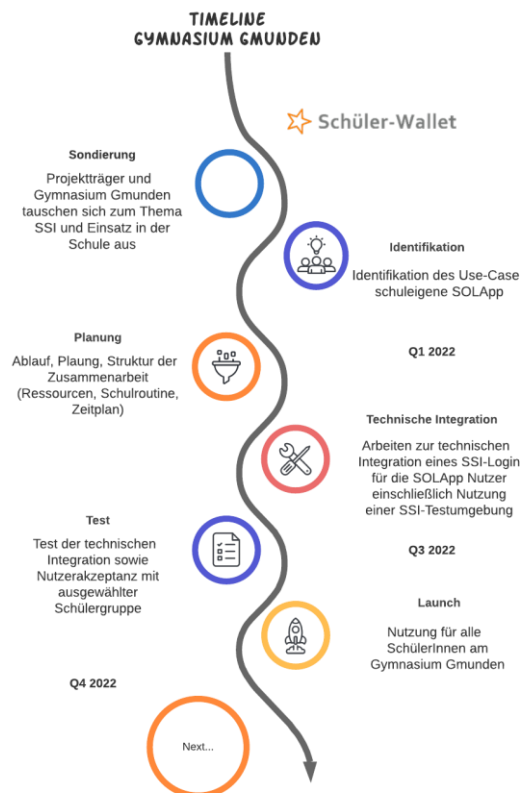 TIMELINE
GYMNASIUM GMUNDEN
Schüler-Wallet
Sondierung
Projektträger und
Gymnasium Gmunden
tauschen sich zum Thema
SSI und Einsatz in der
Schule aus
Identifikation
Identifikation des Use-Case
schuleigene SOLApp
Planung
Ablauf, Plaung, Struktur der
Zusammenarbeit
(Ressourcen, Schulroutine,
Zeitplan)
Q1 2022
Technische Integration
Arbeiten zur technischen
Integration eines SSI-Login
für die SOLApp Nutzer
einschließlich Nutzung
einer SSI-Testumgebung
Test
Test der technischen
Integration sowie
Nutzerakzeptanz mit
ausgewählter
Schülergruppe
Q3 2022
Launch
Nutzung für alle
SchülerInnen am
Gymnasium Gmunden
Q4 2022
Next...